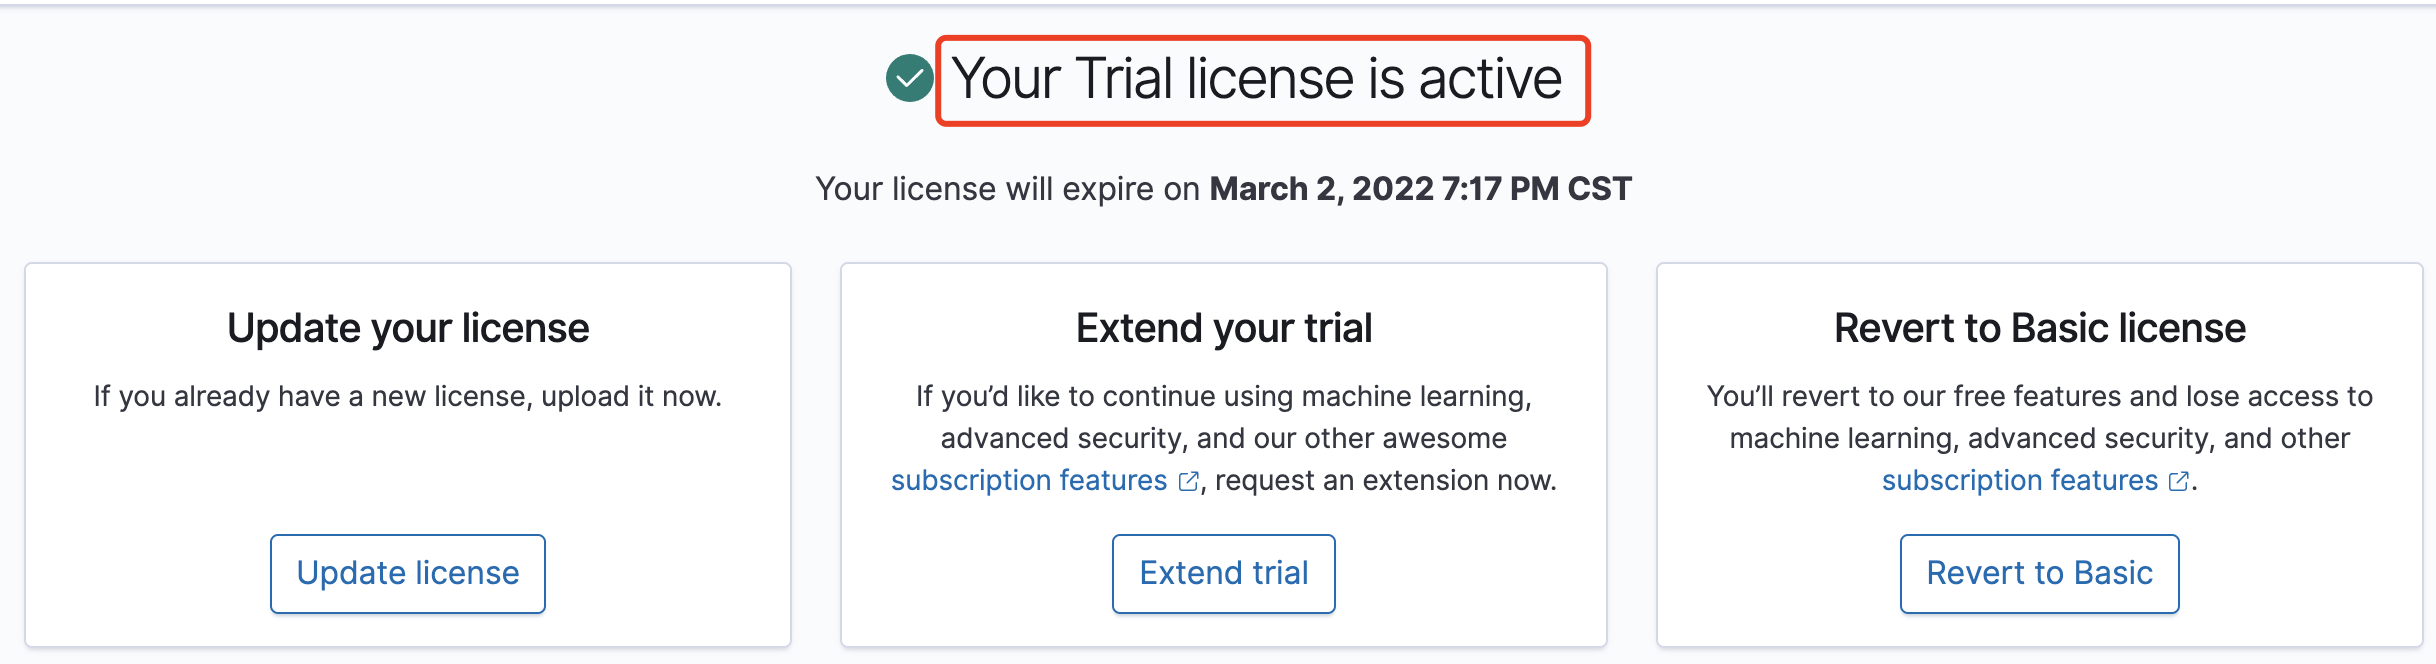 Your Trial license is active
Your license will expire on March 2, 2022 7:17 PM CST
Update your license
If you already have a new license, upload it now.
Update license
Extend your trial
If you’d like to continue using machine learning,
advanced security, and our other awesome
subscription features, request an extension now.
Extend trial
Revert to Basic license
You’ll revert to our free features and lose access to
machine learning, advanced security, and other
subscription features.
Revert to Basic